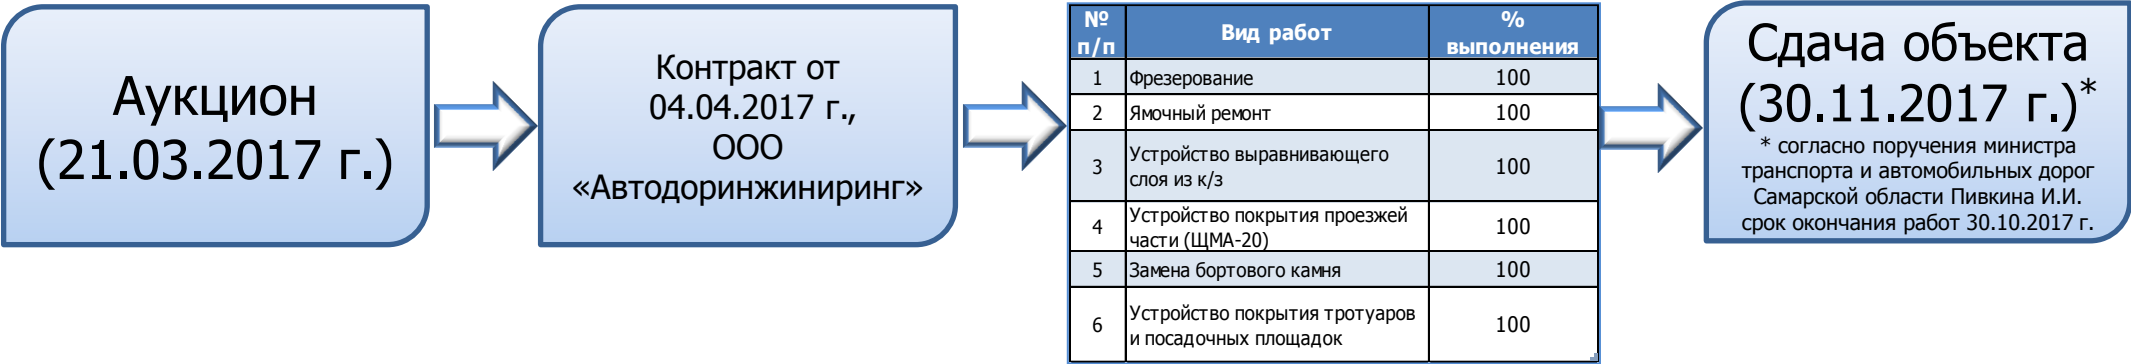 Аукцион
(21.03.2017 г.)
Контракт от
04.04.2017 г.,
ООО
«Автодоринжиниринг»
№ п/п Вид работ % выполнения
1 Фрезерование 100
2 Ямочный ремонт 100
3 Устройство выравнивающего слоя из к/з 100
4 Устройство покрытия проезжей части (ЩМА-20) 100
5 Замена бортового камня 100
6 Устройство покрытия тротуаров и посадочных площадок 100
Сдача объекта
(30.11.2017 г.)*
* согласно поручения министра
транспорта и автомобильных дорог
Самарской области Пивкина И.И.
срок окончания работ 30.10.2017 г.